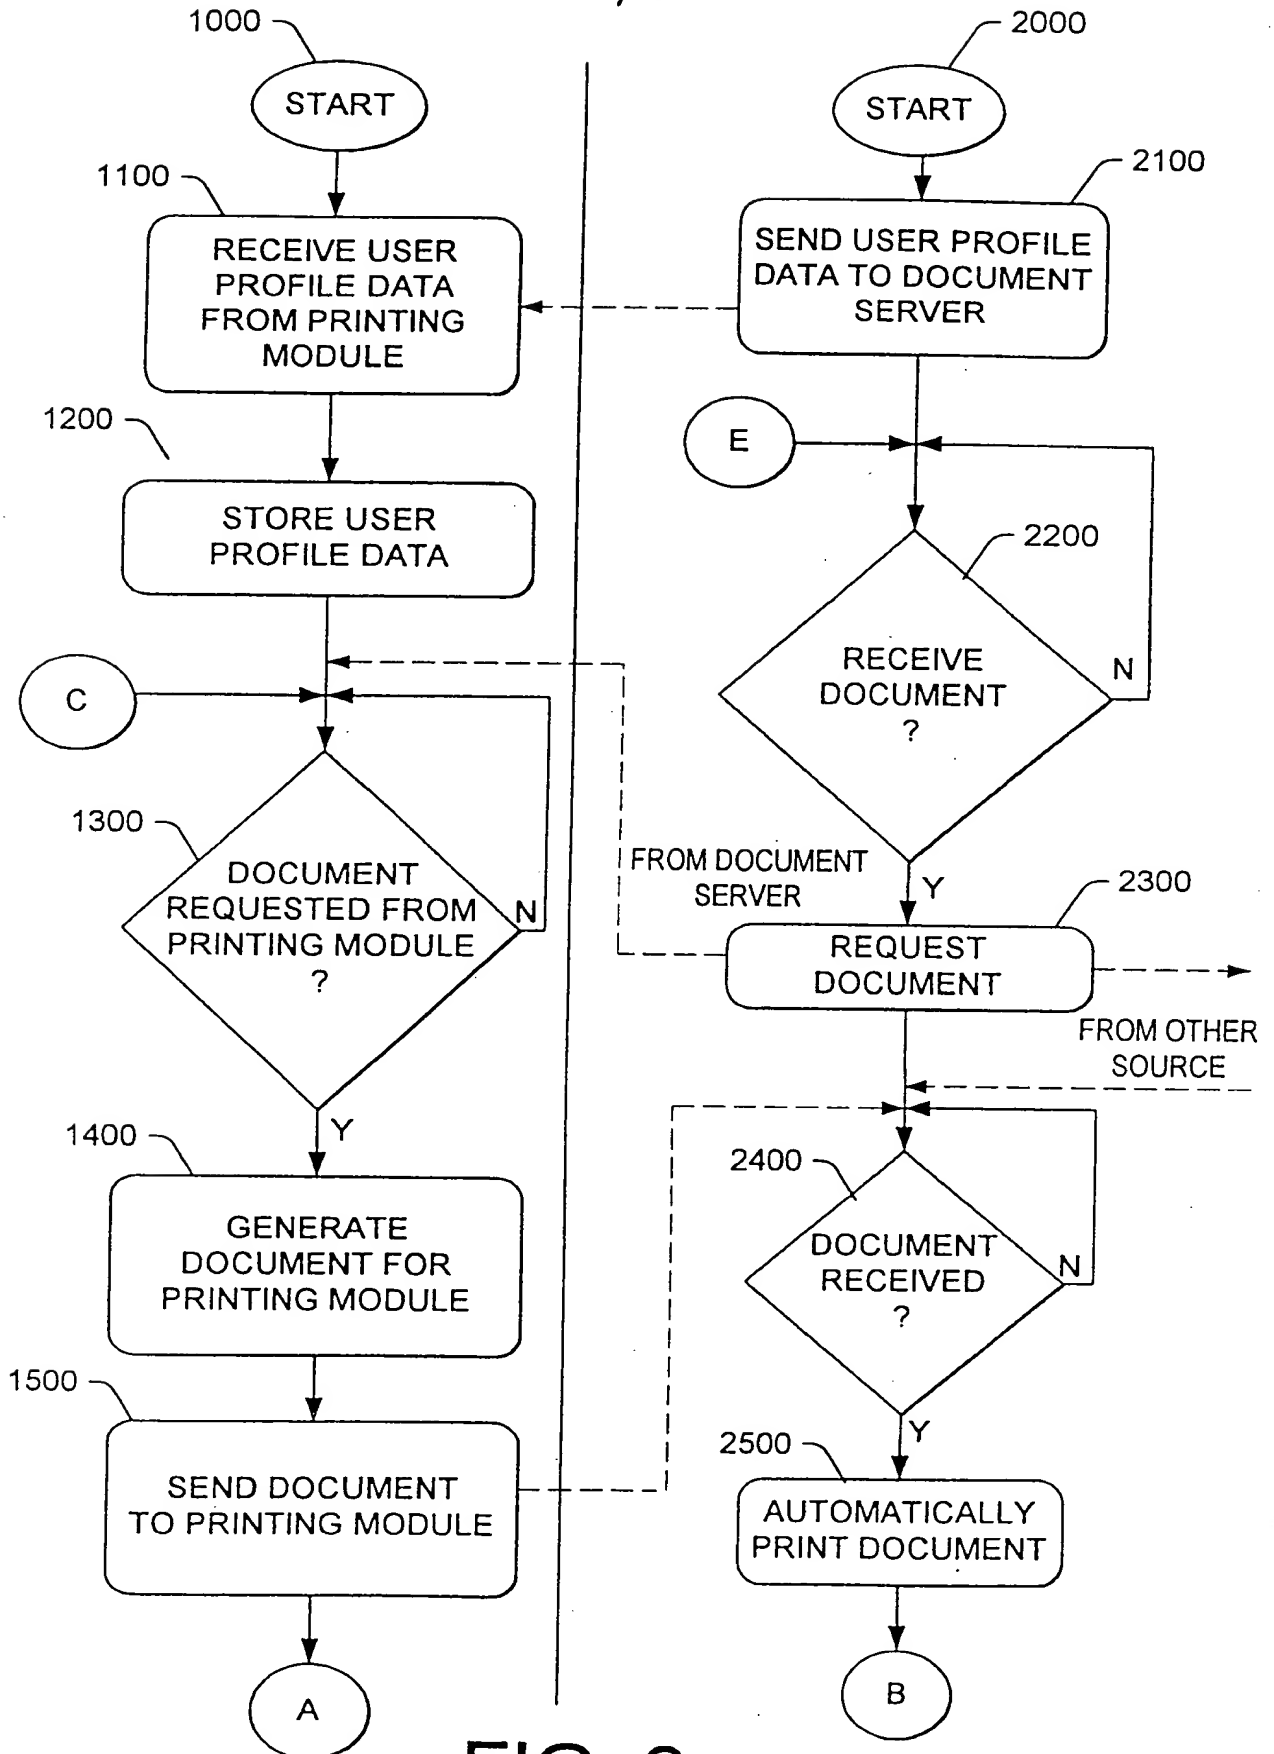 1000
START
1100
RECEIVE USER
PROFILE DATA
FROM PRINTING
MODULE
1200
STORE USER
PROFILE DATA
C
1300
DOCUMENT
REQUESTED FROM
PRINTING MODULE
?
N
Y
1400
GENERATE
DOCUMENT FOR
PRINTING MODULE
1500
SEND DOCUMENT
TO PRINTING MODULE
A
2000
START
2100
SEND USER PROFILE
DATA TO DOCUMENT
SERVER
E
2200
RECEIVE
DOCUMENT
?
N
Y
FROM DOCUMENT
SERVER
2300
REQUEST
DOCUMENT
FROM OTHER
SOURCE
2400
DOCUMENT
RECEIVED
?
N
Y
2500
AUTOMATICALLY
PRINT DOCUMENT
B
FIG.